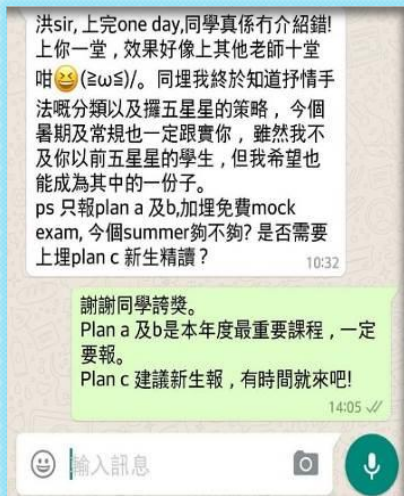 洪sir, 上完one day,同學真係冇介紹錯!
上你一堂，效果好像上其他老師十堂
咁😆(≧ω≦)/。同埋我終於知道抒情手
法嘅分類以及攞五星星的策略，今個
暑期及常規也一定跟實你，雖然我不
及你以前五星星的學生，但我希望也
能成為其中的一份子。
ps 只報plan a 及b,加埋免費mock
exam, 今個summer夠不夠? 是否需要
上埋plan c 新生精讀？
10:32
謝謝同學誇獎。
Plan a 及b是本年度最重要課程，一定
要報。
Plan c 建議新生報，有時間就來吧!
14:05
輸入訊息